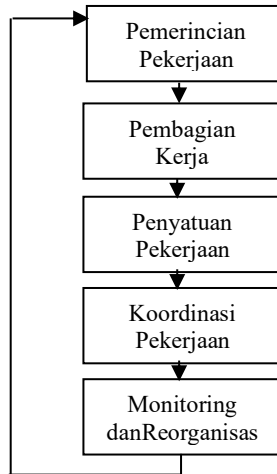 Pemerincian
Pekerjaan
Pembagian
Kerja
Penyatuan
Pekerjaan
Koordinasi
Pekerjaan
Monitoring
danReorganisas